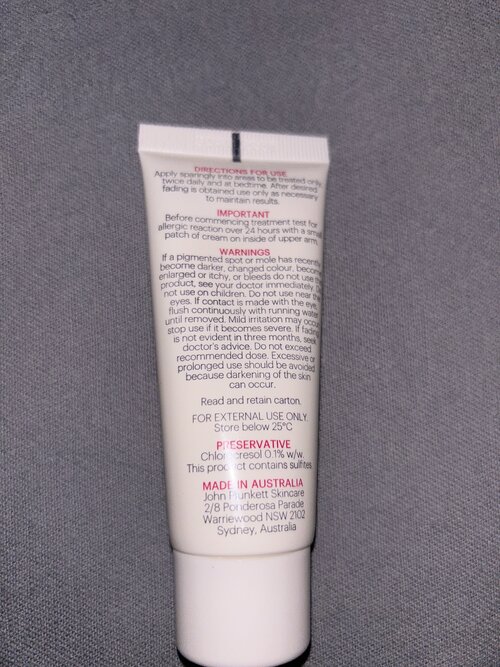 DIRECTIONS FOR USE
Apply sparingly into areas to be treated only
twice daily and at bedtime. After desired
fading is obtained use only as necessary
to maintain results.
IMPORTANT
Before commencing treatment test for
allergic reaction over 24 hours with a small
patch of cream on inside of upper arm.
WARNINGS
If a pigmented spot or mole has recently
become darker, changed colour, become
enlarged or itchy, or bleeds do not use this
product, see your doctor immediately. Do
not use on children. Do not use near the
eyes. If contact is made with the eyes,
flush continuously with running water
until removed. Mild irritation may occur,
stop use if it becomes severe. If fading
is not evident in three months, seek
doctor's advice. Do not exceed
recommended dose. Excessive or
prolonged use should be avoided
because darkening of the skin
can occur.
Read and retain carton.
FOR EXTERNAL USE ONLY.
Store below 25°C
PRESERVATIVE
Chlorocresol 0.1% w/w.
This product contains sulfites.
MADE IN AUSTRALIA
John Plunkett Skincare
2/8 Ponderosa Parade
Warriewood NSW 2102
Sydney, Australia